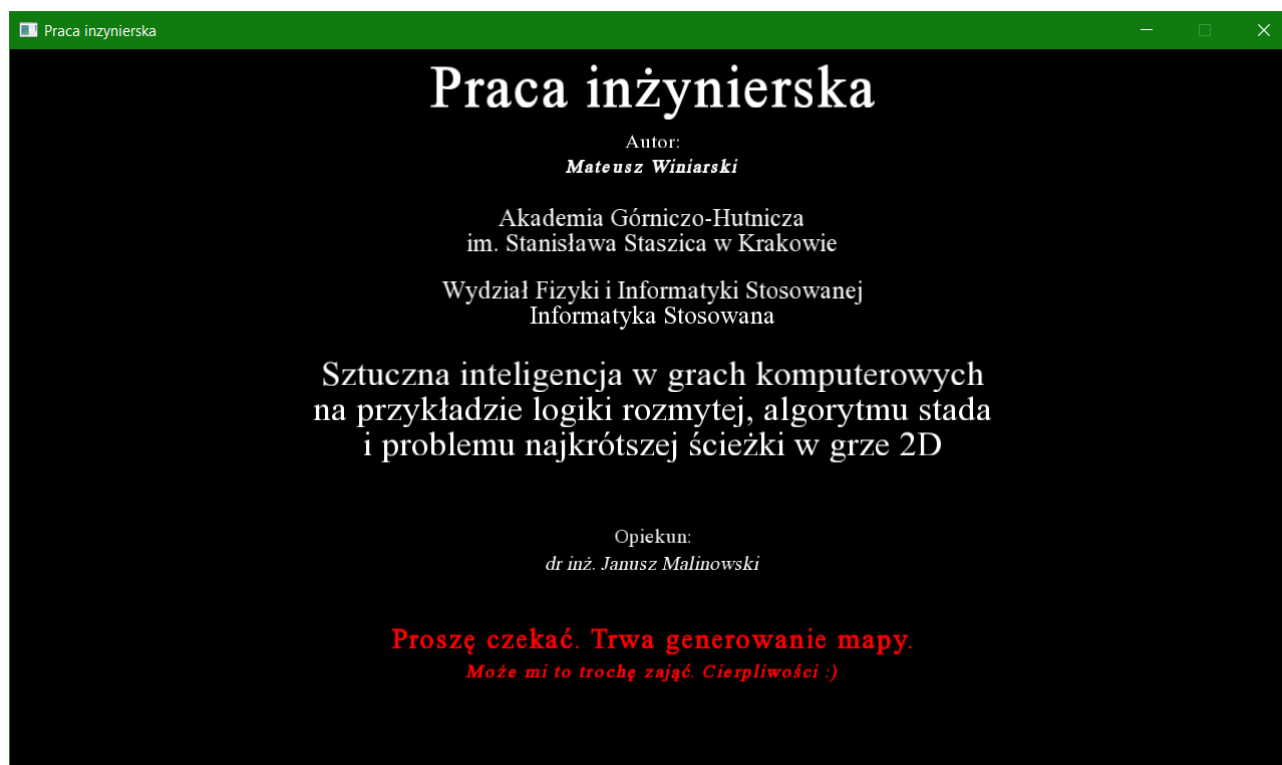 Praca inzynierska
Praca inżynierska
Autor:
Mateusz Winiarski
Akademia Górniczo-Hutnicza
im. Stanisława Staszica w Krakowie
Wydział Fizyki i Informatyki Stosowanej
Informatyka Stosowana
Sztuczna inteligencja w grach komputerowych
na przykładzie logiki rozmytej, algorytmu stada
i problemu najkrótszej ścieżki w grze 2D
Opiekun:
dr inż. Janusz Malinowski
Proszę czekać. Trwa generowanie mapy.
Może mi to trochę zająć. Cierpliwości :)